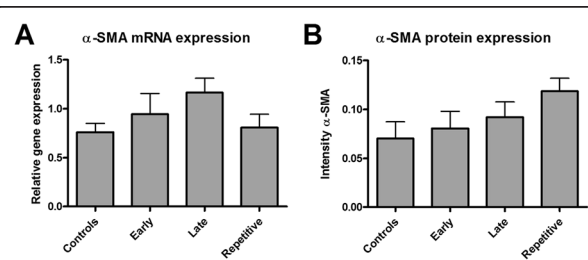 A
α-SMA mRNA expression
Relative gene expression
1.5
1.0
0.5
0.0
Controls
Early
Late
Repetitive
B
α-SMA protein expression
Intensity α-SMA
0.15
0.10
0.05
0.00
Controls
Early
Late
Repetitive